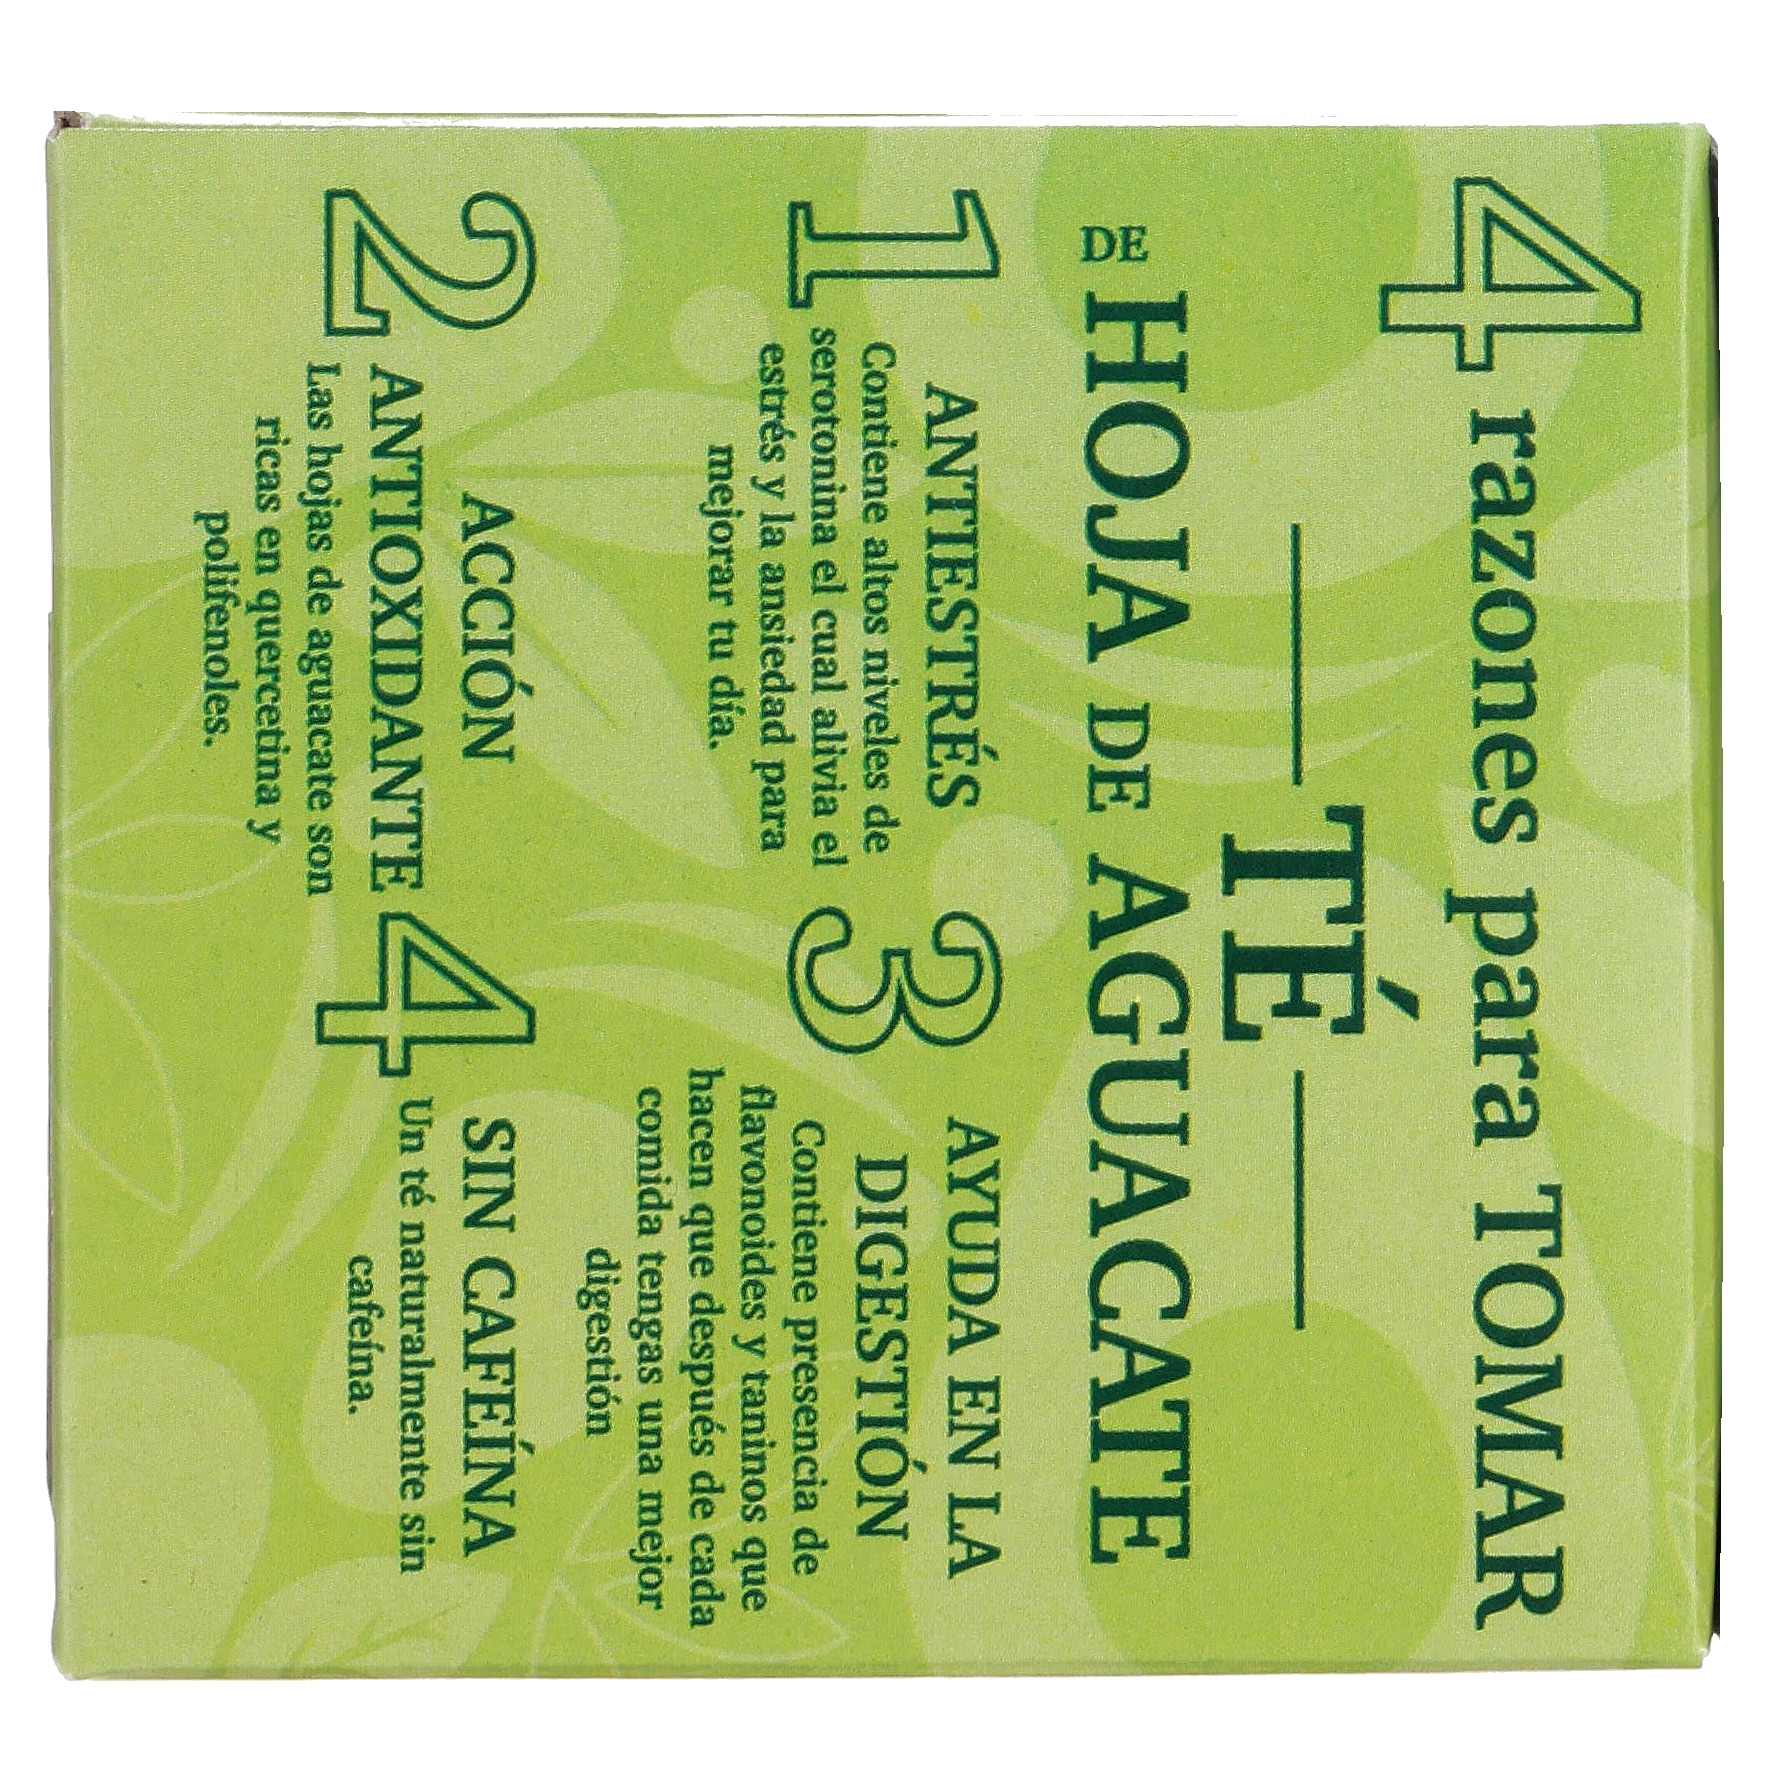 4 razones para TOMAR
TÉ
DE HOJA DE AGUACATE
1 ANTIESTRÉS
Contiene altos niveles de
serotonina el cual alivia el
estrés y la ansiedad para
mejorar tu día.
2 ACCIÓN
ANTIOXIDANTE
Las hojas de aguacate son
ricas en quercetina y
polifenoles.
3 AYUDA EN LA
DIGESTIÓN
Contiene presencia de
flavonoides y taninos que
hacen que después de cada
comida tengas una mejor
digestión
4 SIN CAFEÍNA
Un té naturalmente sin
cafeína.